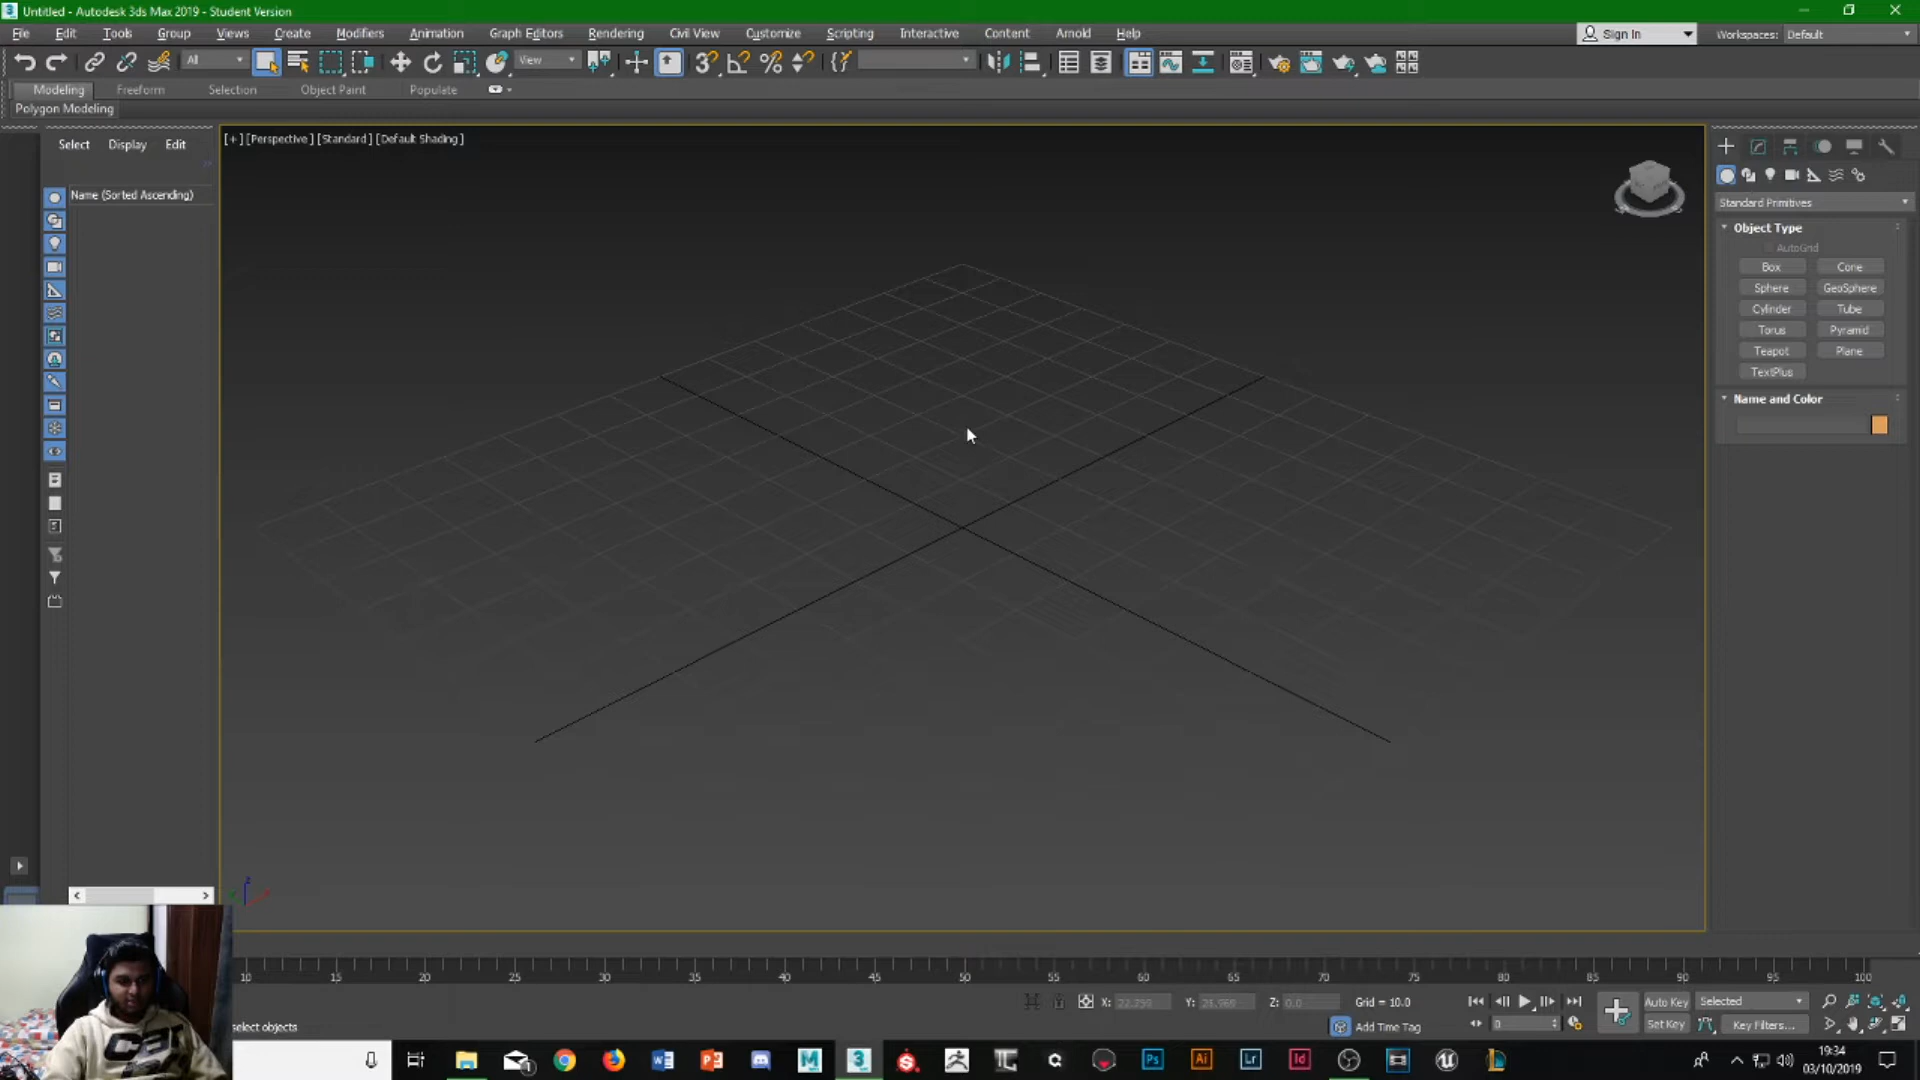 Untitled - Autodesk 3ds Max 2019 - Student Version
File Edit Tools Group Views Create Modifiers Animation Graph Editors Rendering Civil View Customize Scripting Interactive Content Arnold Help
Sign In
Workspaces: Default
All
View
Modeling Freeform Selection Object Paint Populate
Polygon Modeling
Select Display Edit
Name (Sorted Ascending)
[+] [Perspective] [Standard] [Default Shading]
Standard Primitives
Object Type
AutoGrid
Box Cone
Sphere GeoSphere
Cylinder Tube
Torus Pyramid
Teapot Plane
TextPlus
Name and Color
10 15 20 25 30 35 40 45 50 55 60 65 70 75 80 85 90 95 100
X: Y: Z: 0.0 Grid = 10.0
Auto Key Selected
select objects
Add Time Tag
0
Set Key Key Filters...
19:34
03/10/2019